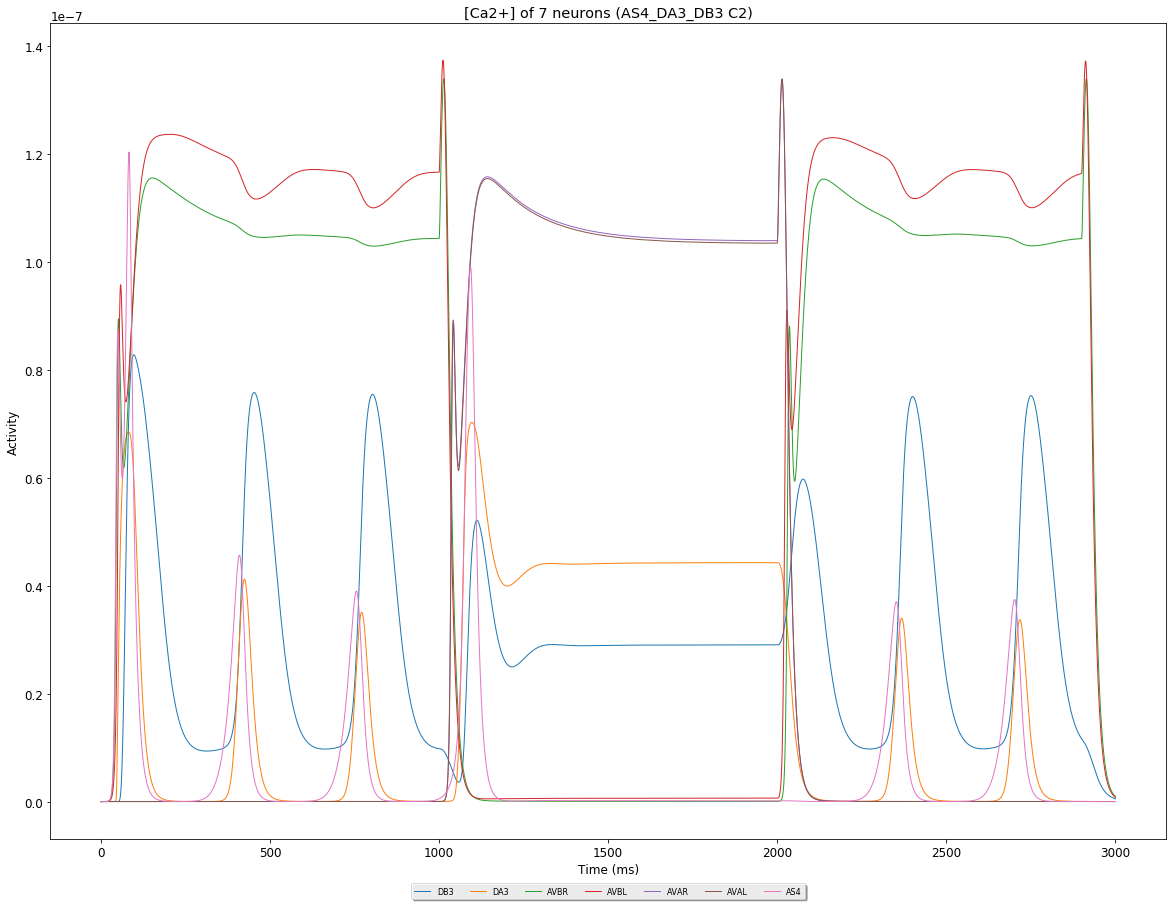 [Ca2+] of 7 neurons (AS4_DA3_DB3 C2)
1e−7
1.4
1.2
1.0
0.8
0.6
0.4
0.2
0.0
Activity
0 500 1000 1500 2000 2500 3000
Time (ms)
DB3 DA3 AVBR AVBL AVAR AVAL AS4